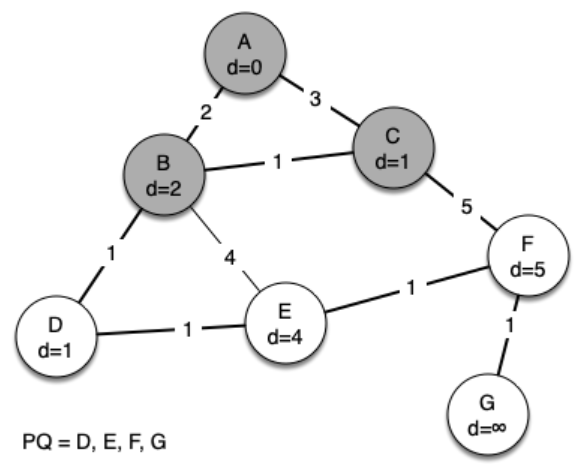 A
d=0
2
3
B
d=2
1
C
d=1
5
1
4
F
d=5
D
d=1
1
E
d=4
1
1
G
d=∞
PQ = D, E, F, G